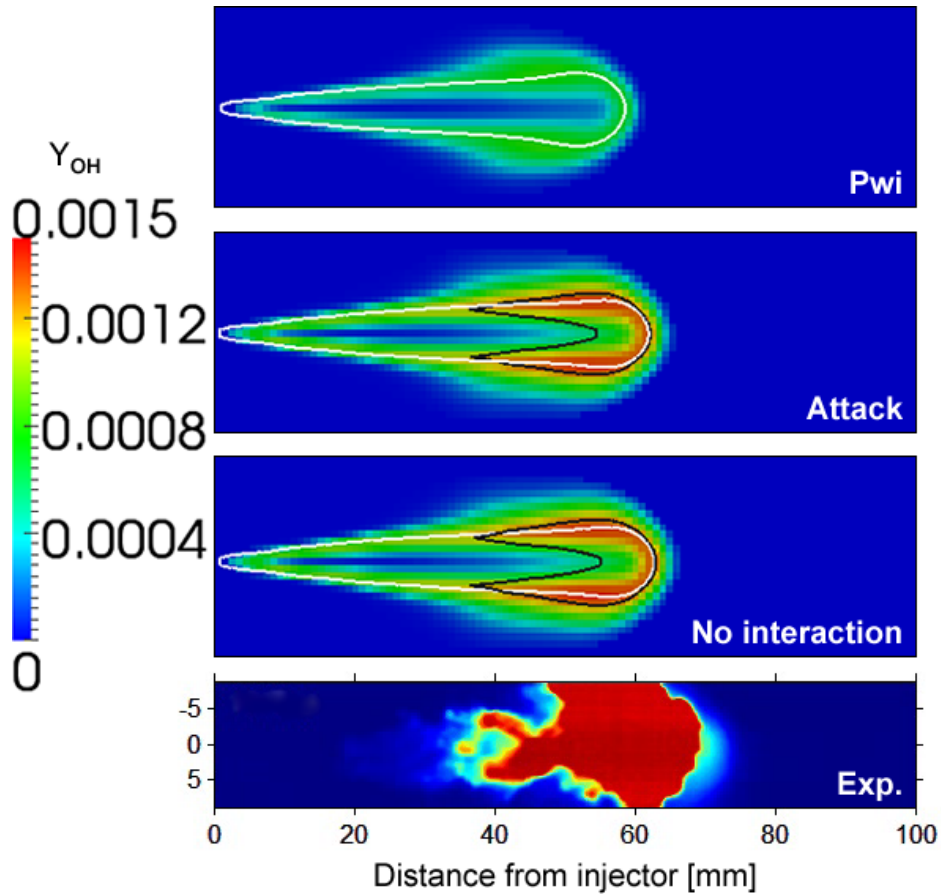 Y_OH
0.0015
0.0012
0.0008
0.0004
0
Pwi
Attack
No interaction
-5
0
5
Exp.
0 20 40 60 80 100
Distance from injector [mm]